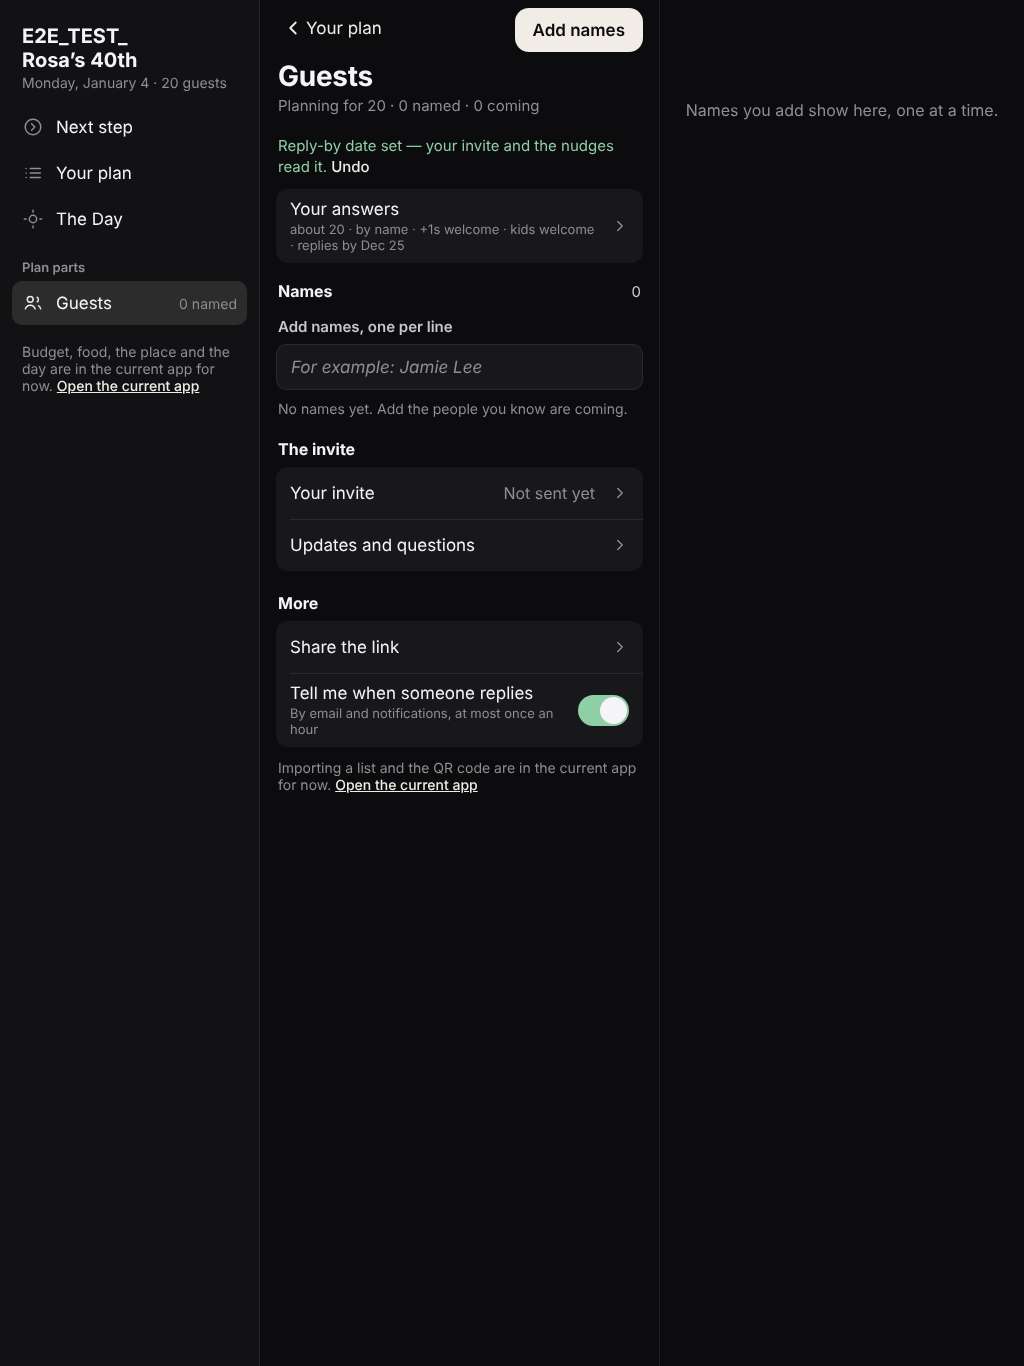 E2E_TEST_
Rosa’s 40th
Monday, January 4 · 20 guests
Next step
Your plan
The Day
Plan parts
Guests 0 named
Budget, food, the place and the
day are in the current app for
now. Open the current app
Your plan
Add names
Guests
Planning for 20 · 0 named · 0 coming
Reply-by date set — your invite and the nudges
read it. Undo
Your answers
about 20 · by name · +1s welcome · kids welcome
· replies by Dec 25
Names 0
Add names, one per line
For example: Jamie Lee
No names yet. Add the people you know are coming.
The invite
Your invite Not sent yet
Updates and questions
More
Share the link
Tell me when someone replies
By email and notifications, at most once an
hour
Importing a list and the QR code are in the current app
for now. Open the current app
Names you add show here, one at a time.